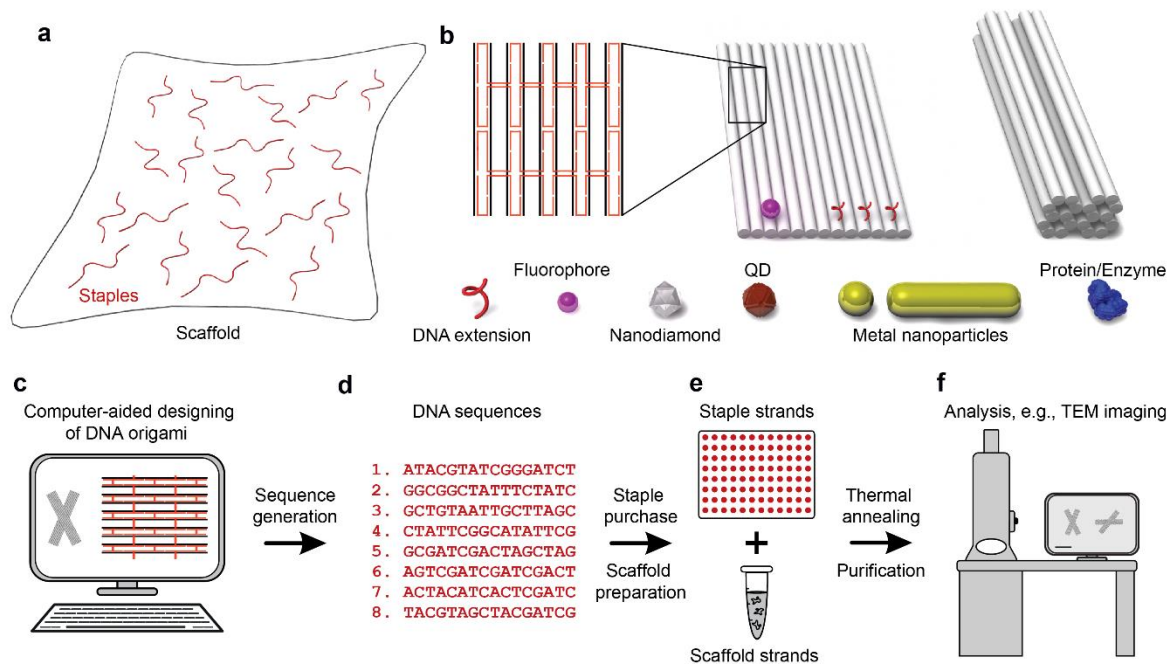 a
Staples
Scaffold
b
Fluorophore
QD
Protein/Enzyme
DNA extension
Nanodiamond
Metal nanoparticles
c
Computer-aided designing
of DNA origami
Sequence
generation
d
DNA sequences
1. ATACGTATCGGGATCT
2. GGCGGCTATTTCTATC
3. GCTGTAATTGCTTAGC
4. CTATTCGGCATATTCG
5. GCGATCGACTAGCTAG
6. AGTCGATCGATCGACT
7. ACTACATCACTCGATC
8. TACGTAGCTACGATCG
Staple
purchase
Scaffold
preparation
e
Staple strands
+
Scaffold strands
Thermal
annealing
Purification
f
Analysis, e.g., TEM imaging